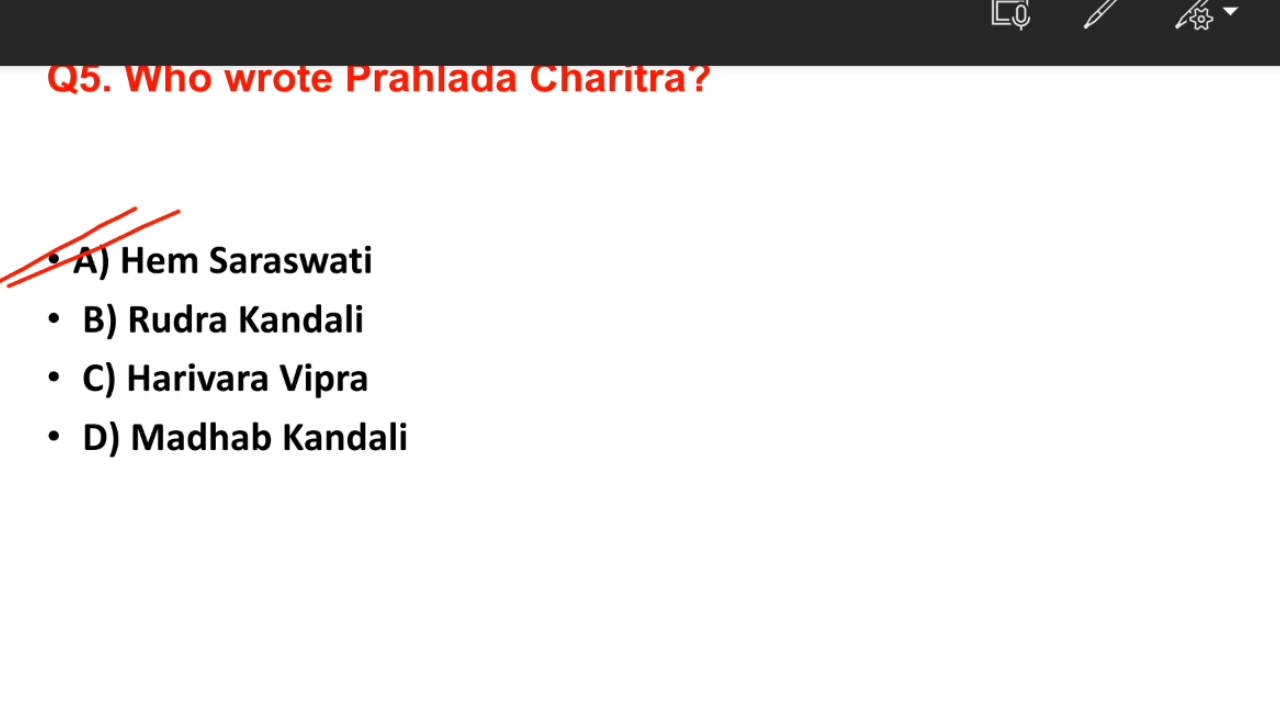 Q5. Who wrote Prahlada Charitra?
• A) Hem Saraswati
• B) Rudra Kandali
• C) Harivara Vipra
• D) Madhab Kandali